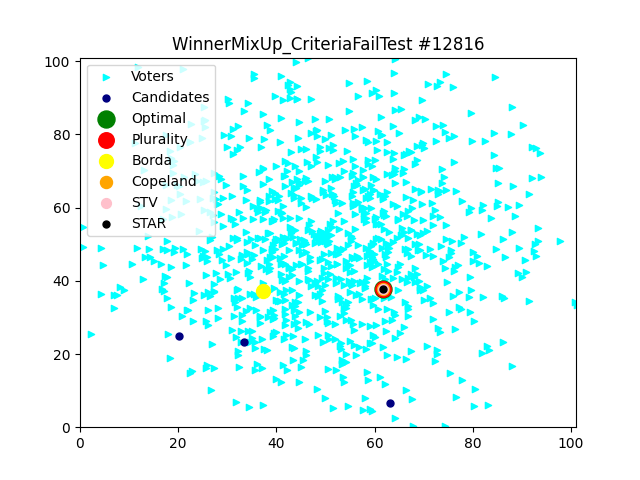 WinnerMixUp_CriteriaFailTest #12816
100
80
60
40
20
0
Voters
Candidates
Optimal
Plurality
Borda
Copeland
STV
STAR
0
20
40
60
80
100